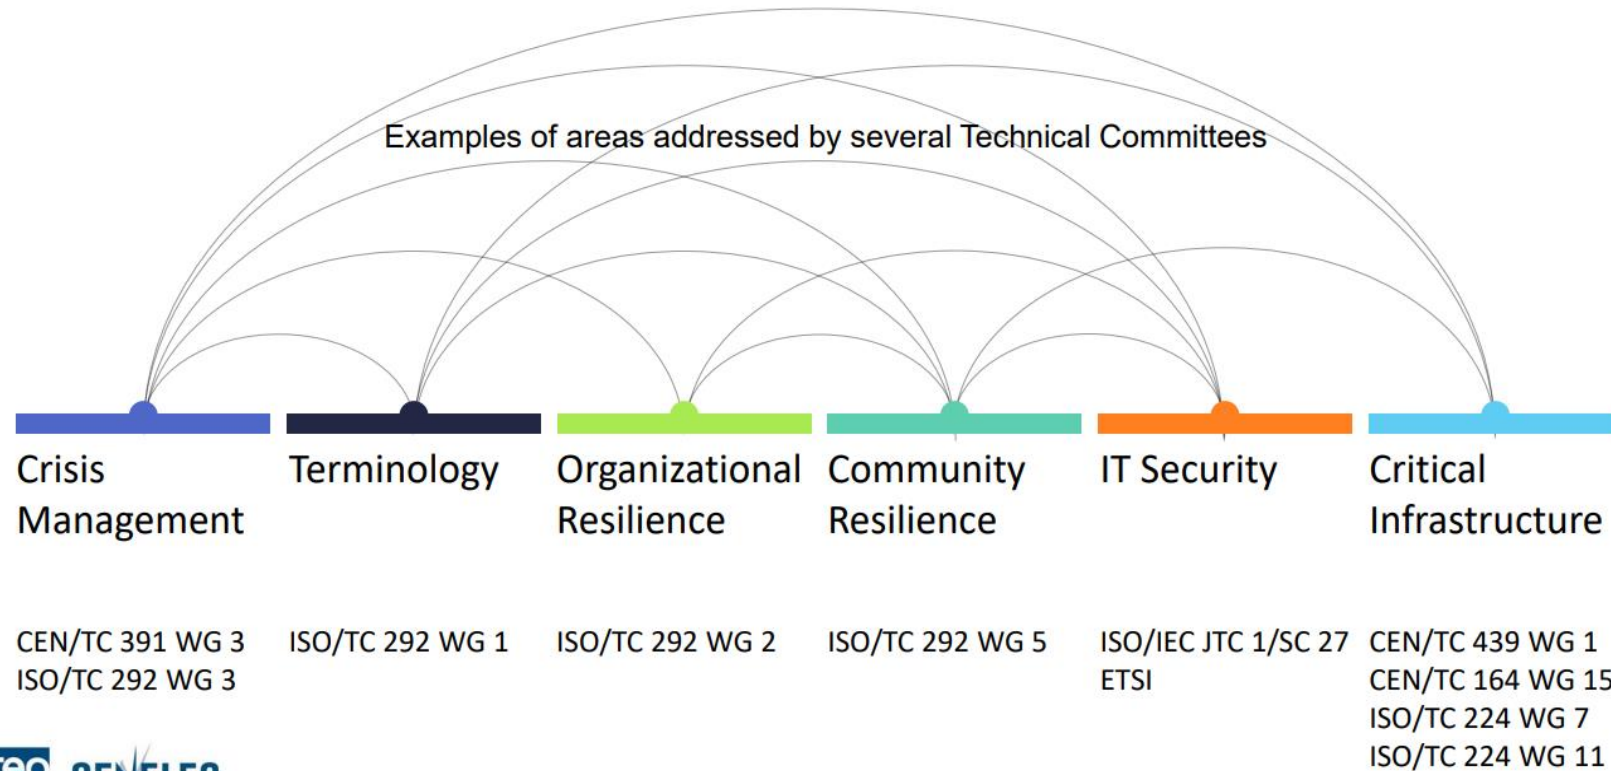 Examples of areas addressed by several Technical Committees
Crisis
Management
Terminology
Organizational
Resilience
Community
Resilience
IT Security
Critical
Infrastructure
CEN/TC 391 WG 3
ISO/TC 292 WG 3
ISO/TC 292 WG 1
ISO/TC 292 WG 2
ISO/TC 292 WG 5
ISO/IEC JTC 1/SC 27
ETSI
CEN/TC 439 WG 1
CEN/TC 164 WG 15
ISO/TC 224 WG 7
ISO/TC 224 WG 11